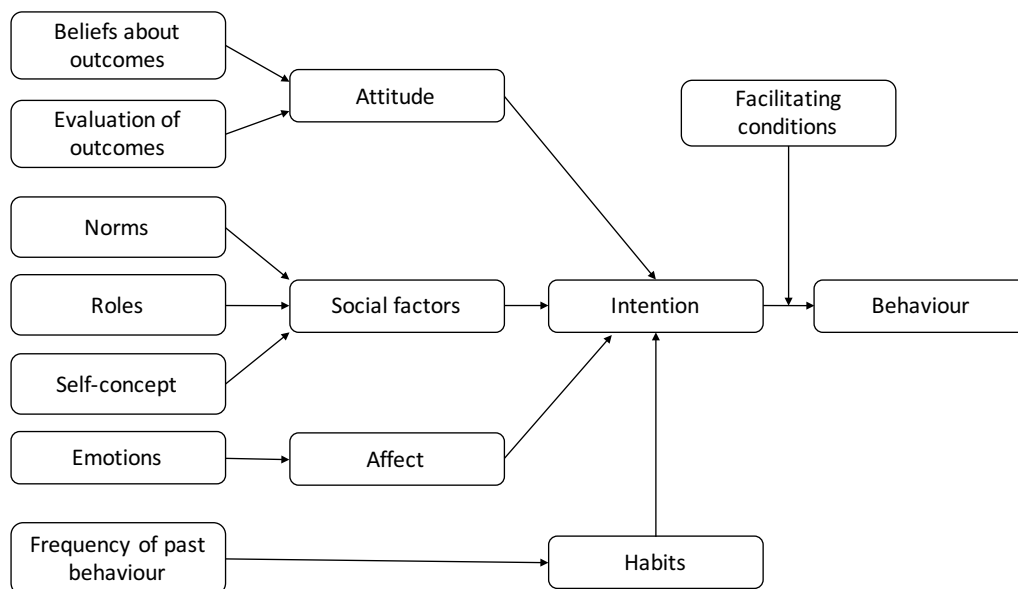 Beliefs about
outcomes
Evaluation of
outcomes
Attitude
Facilitating
conditions
Norms
Roles
Self-concept
Social factors
Intention
Behaviour
Emotions
Affect
Frequency of past
behaviour
Habits